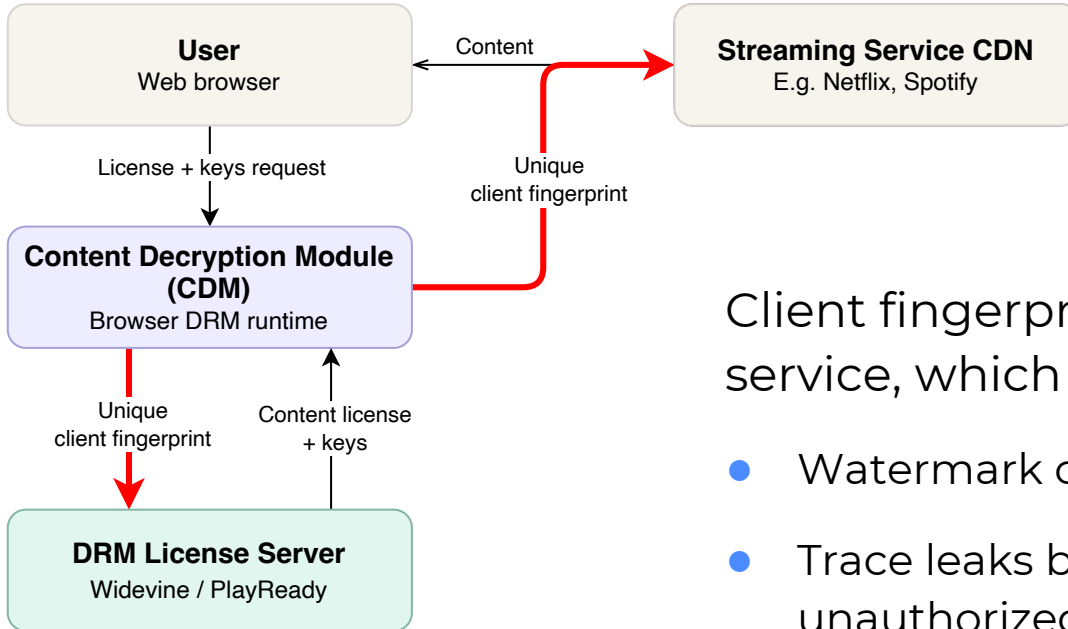 User
Web browser
Content
Streaming Service CDN
E.g. Netflix, Spotify
License + keys request
Unique
client fingerprint
Content Decryption Module
(CDM)
Browser DRM runtime
Unique
client fingerprint
Content license
+ keys
DRM License Server
Widevine / PlayReady
Client fingerpr
service, which
Watermark
Trace leaks b
unauthorized